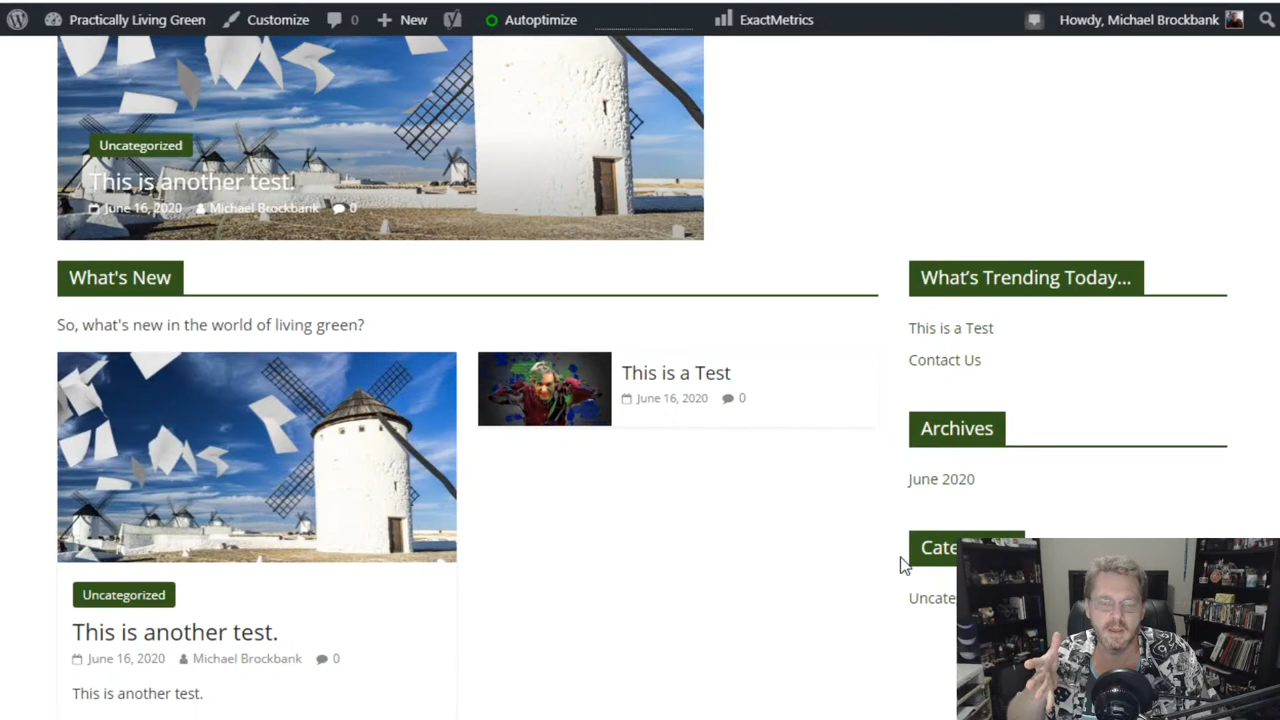 Practically Living Green Customize 0 New Autoptimize ExactMetrics Howdy, Michael Brockbank
Uncategorized
This is another test.
June 16, 2020 Michael Brockbank 0
What's New
So, what's new in the world of living green?
Uncategorized
This is another test.
June 16, 2020 Michael Brockbank 0
This is another test.
This is a Test
June 16, 2020 0
What's Trending Today...
This is a Test
Contact Us
Archives
June 2020
Cate
Uncate